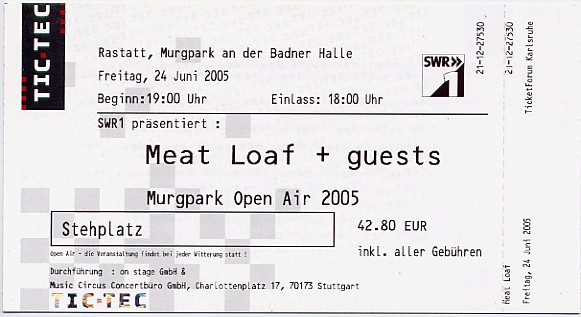 TIC-TEC
Rastatt, Murgpark an der Badner Halle
Freitag, 24 Juni 2005
Beginn:19:00 Uhr Einlass: 18:00 Uhr
SWR1 präsentiert :
SWR»
1
Meat Loaf + guests
Murgpark Open Air 2005
Stehplatz
42.80 EUR
inkl. aller Gebühren
Open Air - die Veranstaltung findet bei jeder Witterung statt !
Durchführung : on stage GmbH &
Music Circus Concertbüro GmbH, Charlottenplatz 17, 70173 Stuttgart
TIC-TEC
21-12-27530
21-12-27530
TicketForum Karlsruhe
Meat Loaf
Freitag, 24 Juni 2005